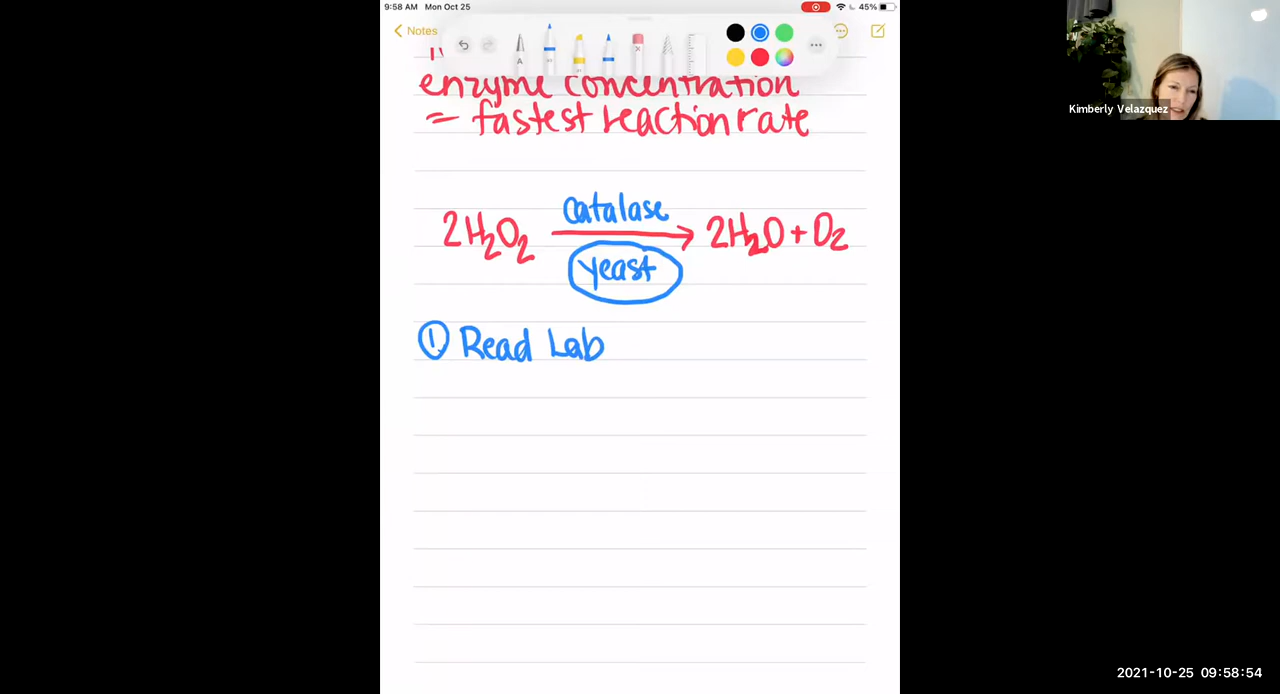 9:58 AM Mon Oct 25
45%
Notes
enzyme concentration
= fastest reaction rate
catalase
2H₂O₂ → 2H₂O + O₂
yeast
① Read Lab
Kimberly Velazquez
2021-10-25 09:58:54